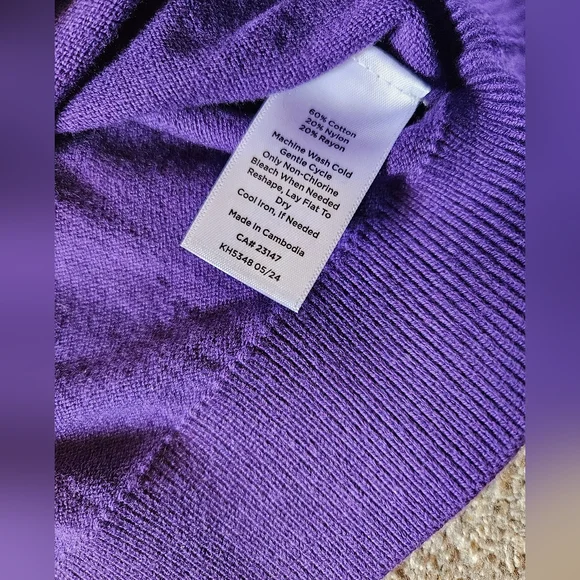 60% Cotton
20% Nylon
20% Rayon
Machine Wash Cold
Gentle Cycle
Only Non-Chlorine
Bleach When Needed
Reshape, Lay Flat To
Dry
Cool Iron, If Needed
Made in Cambodia
CA# 23147
KH534B 05/24